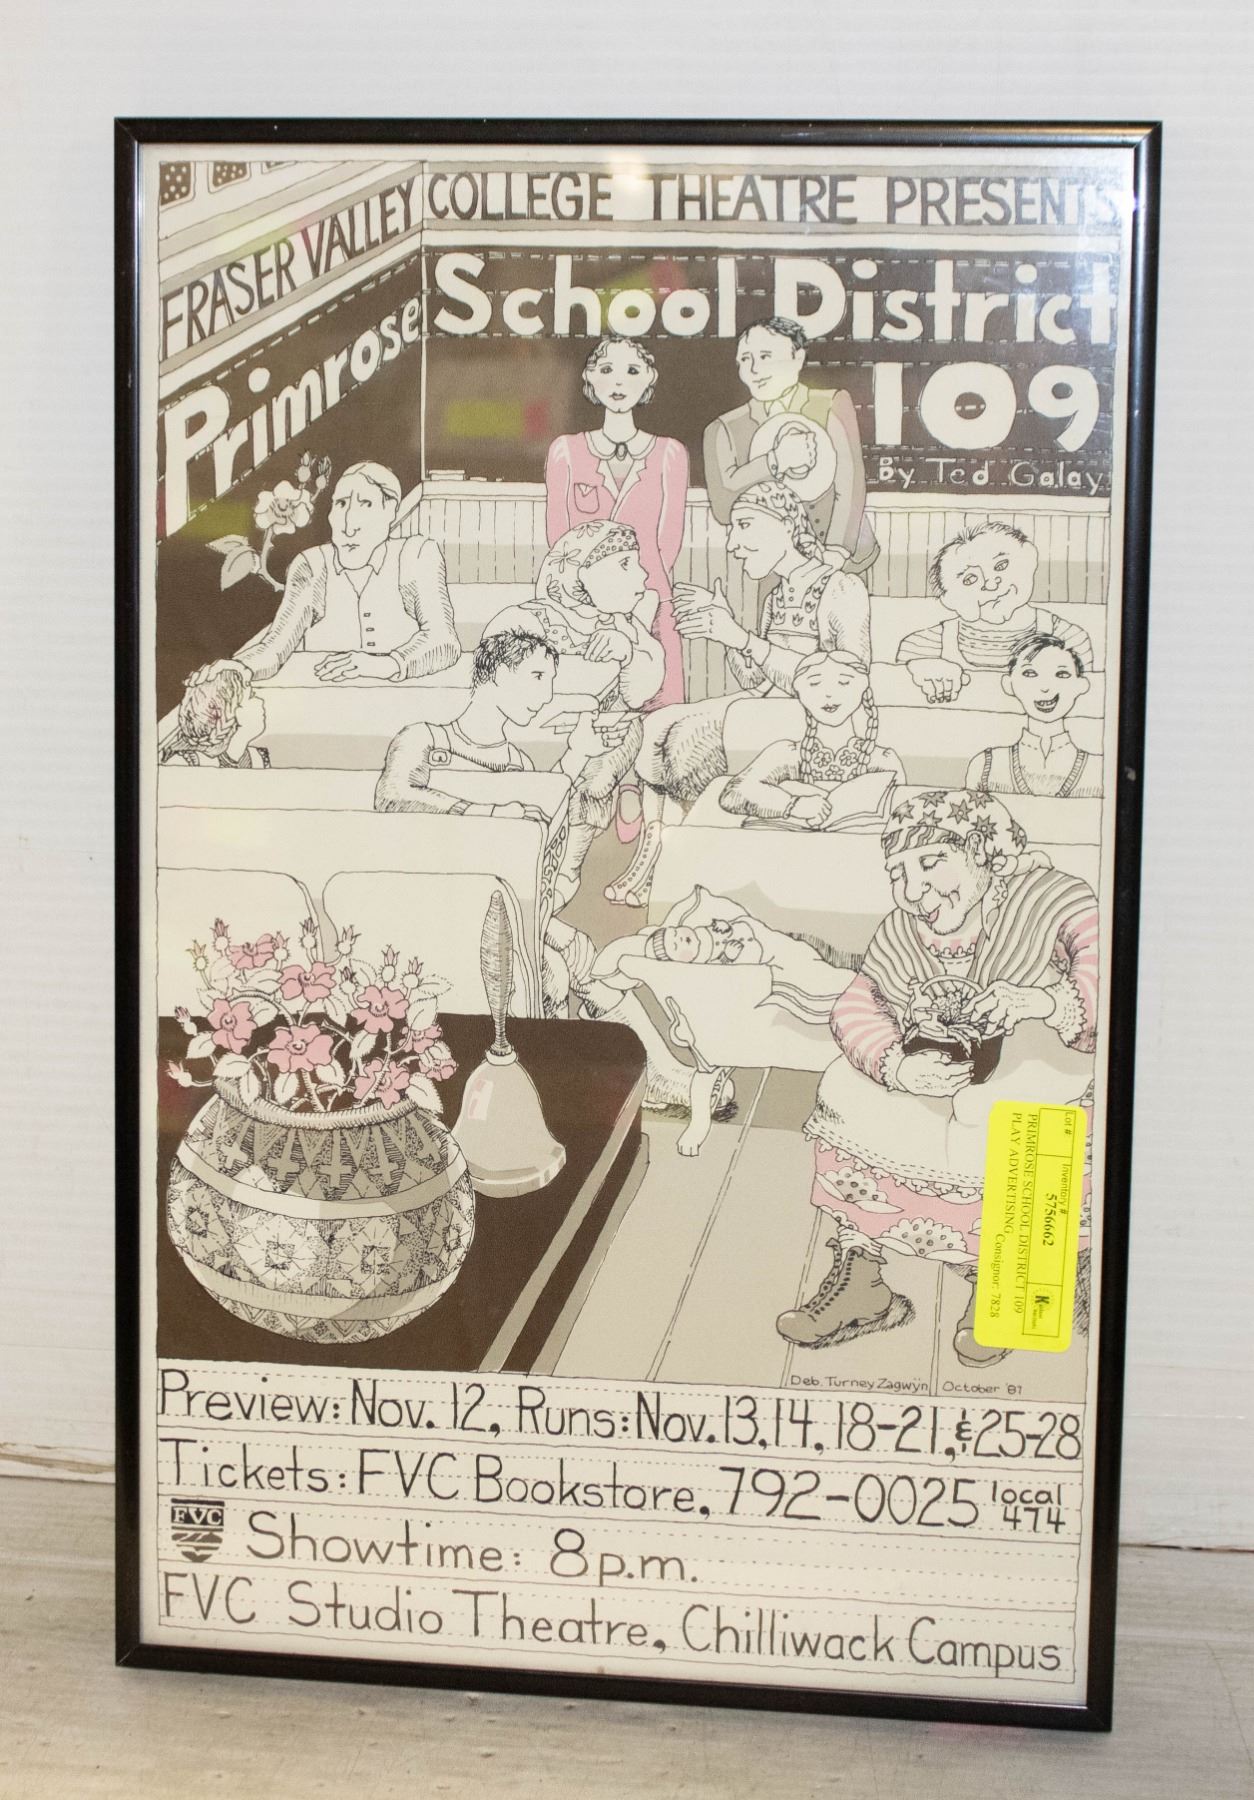 FRASER VALLEY COLLEGE THEATRE PRESENTS
Primrose School District
109
By Ted Galay
Deb. Turney Zagwÿn October '87
Preview: Nov. 12, Runs: Nov. 13, 14, 18-21, & 25-28
Tickets: FVC Bookstore, 792-0025 local 474
FVC
Showtime: 8 p.m.
FVC Studio Theatre, Chilliwack Campus
Lot # Inventory #
5756662
PRIMROSE SCHOOL DISTRICT 109
PLAY ADVERTISING
Consignor: 7828